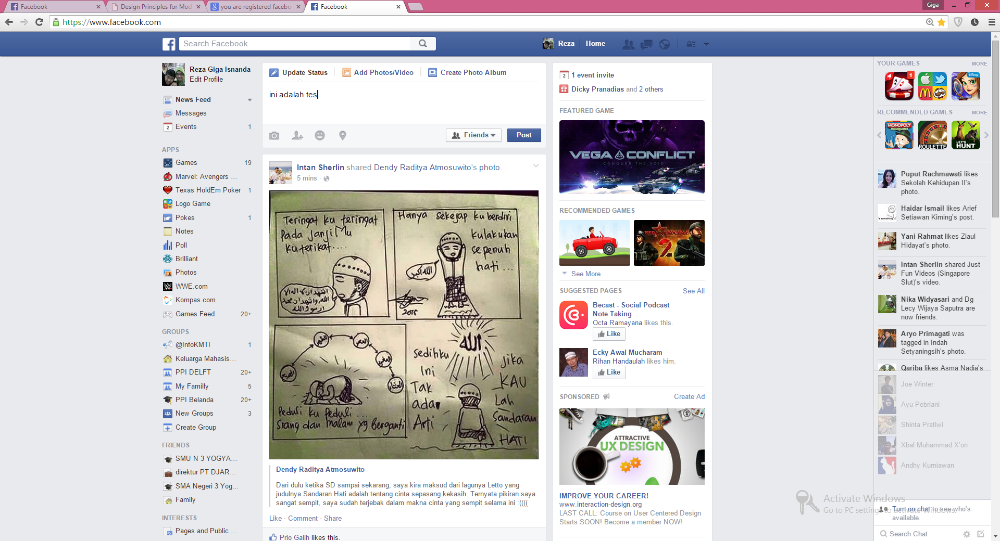 Facebook
Design Principles for Mod
you are registered facebo
Facebook
Giga
https://www.facebook.com
Search Facebook
Reza
Home
Reza Giga Isnanda
Edit Profile
News Feed
Messages
Events 1
APPS
Games 19
Marvel: Avengers ...
Texas HoldEm Poker 1
Logo Game
Pokes 1
Notes
Poll
Brilliant
Photos
WWE.com
Kompas.com
Games Feed 20+
GROUPS
@InfoKMTI 1
Keluarga Mahasis...
PPI DELFT 20+
My Familly 5
PPI Belanda 20+
New Groups 3
Create Group
FRIENDS
SMU N 3 YOGYA...
direktur PT DJAR...
SMA Negeri 3 Yog...
Family
INTERESTS
Pages and Public ...
Update Status
Add Photos/Video
Create Photo Album
ini adalah tes
Friends
Post
Intan Sherlin shared Dendy Raditya Atmosuwito's photo.
5 mins ·
Teringat ku teringat
Pada janjiMu
kuterikat....
Hanya sekejap ku berdiri
kulakukan
sepenuh
hati ...
الله أكبر
2015
Peduli ku Peduli ...
siang dan malam yg Berganti
sedihku
Ini
Tak
adar
Arti
الله
Jika
KAU
Lah
Sandaran
HATI
Dendy Raditya Atmosuwito
Dari dulu ketika SD sampai sekarang, saya kira maksud dari lagunya Letto yang
judulnya Sandaran Hati adalah tentang cinta sepasang kekasih. Ternyata pikiran saya
sangat sempit, saya sudah terjebak dalam makna cinta yang sempit selama ini :((((
Like · Comment · Share
Prio Galih likes this.
2 1 event invite
Dicky Pranadias and 2 others
FEATURED GAME
VEGA CONFLICT
CONQUER THE VOID
RECOMMENDED GAMES
RED CRUCIBLE
2
See More
SUGGESTED PAGES See All
Becast - Social Podcast
Note Taking
Octa Ramayana likes this.
Like
Ecky Awal Mucharam
Rihan Handaulah likes him.
Like
SPONSORED Create Ad
ATTRACTIVE
UX DESIGN
IMPROVE YOUR CAREER!
www.interaction-design.org
LAST CALL: Course on User Centered Design
Starts SOON! Become a member NOW!
YOUR GAMES MORE
1
Disney
RECOMMENDED GAMES MORE
MONOPOLY
MILLIONAIRES
ROULETTE
LET'S
HUNT
Puput Rachmawati likes
Sekolah Kehidupan II's
photo.
Haidar Ismail likes Arief
Setiawan Kiming's post.
Yani Rahmat likes Ziaul
Hidayat's photo.
Intan Sherlin shared Just
Fun Videos (Singapore
Slut)'s video.
Nika Widyasari and Dg
Lecy Wijaya Saputra are
now friends.
Aryo Primagati was
tagged in Indah
Setyaningsih's photo.
Qariba likes Asma Nadia's
Joe Winter
Ayu Pebriani
Shinta Pratiwi
Xbal Muhammad X'on
Andhy Kurniawan
Activate Windows
Go to PC settings to activate Windows.
Turn on chat to see who's
available.
Search Chat